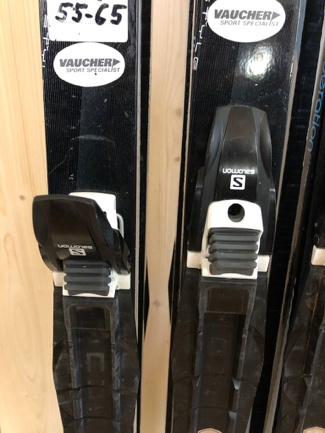 55-65
VAUCHER
SPORT SPECIALIST
VAUCHER
SPORT SPECIALIST
salomon
S
salomon
S